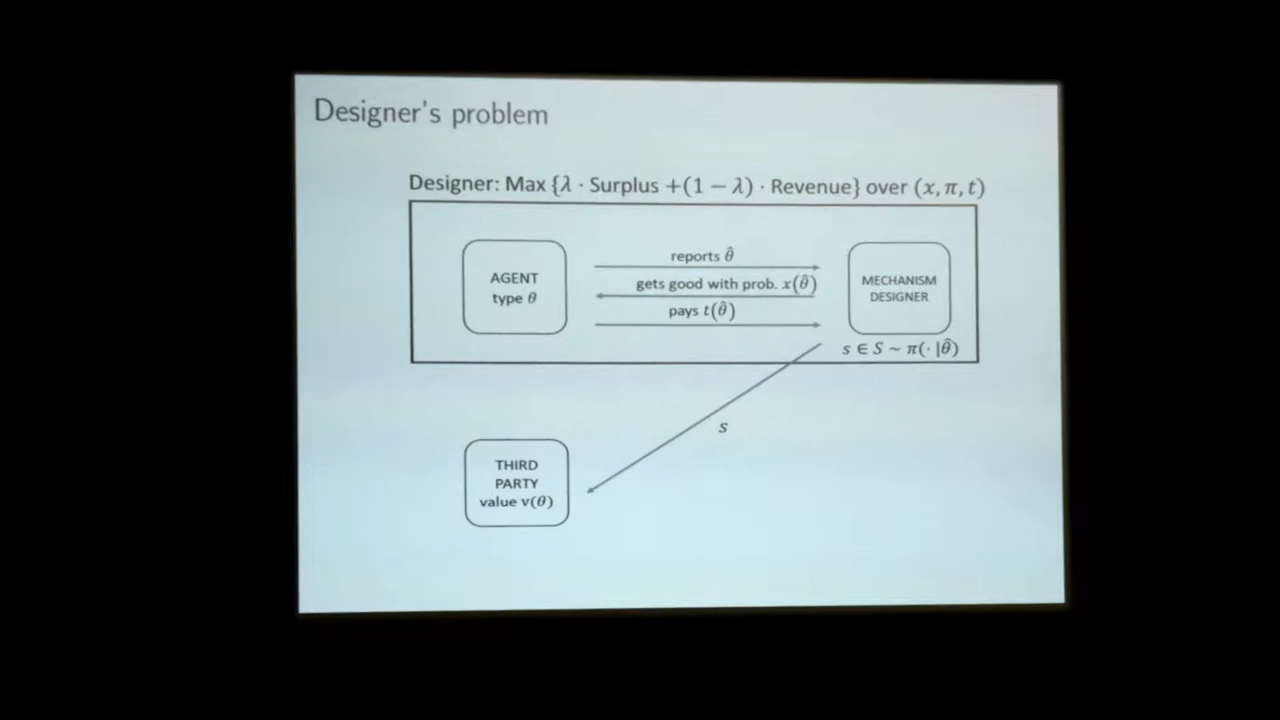 Designer's problem
Designer: Max {λ · Surplus +(1 − λ) · Revenue} over (x, π, t)
AGENT
type θ
reports θ̂
gets good with prob. x(θ̂)
pays t(θ̂)
MECHANISM
DESIGNER
s ∈ S ~ π(· |θ̂)
s
THIRD
PARTY
value v(θ)